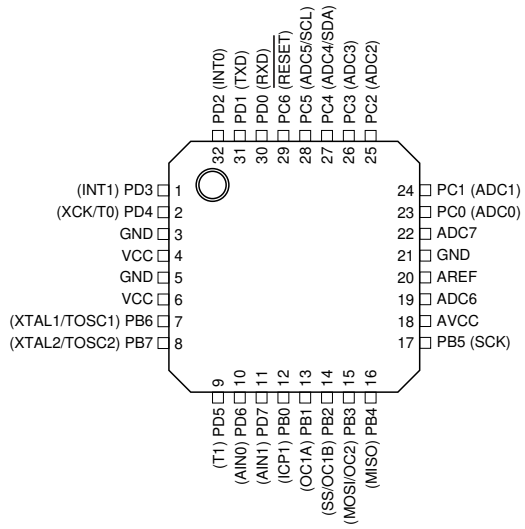 PD2 (INT0)
PD1 (TXD)
PD0 (RXD)
PC6 (RESET)
PC5 (ADC5/SCL)
PC4 (ADC4/SDA)
PC3 (ADC3)
PC2 (ADC2)
32
31
30
29
28
27
26
25
(INT1) PD3 1
(XCK/T0) PD4 2
GND 3
VCC 4
GND 5
VCC 6
(XTAL1/TOSC1) PB6 7
(XTAL2/TOSC2) PB7 8
24 PC1 (ADC1)
23 PC0 (ADC0)
22 ADC7
21 GND
20 AREF
19 ADC6
18 AVCC
17 PB5 (SCK)
9
10
11
12
13
14
15
16
(T1) PD5
(AIN0) PD6
(AIN1) PD7
(ICP1) PB0
(OC1A) PB1
(SS/OC1B) PB2
(MOSI/OC2) PB3
(MISO) PB4